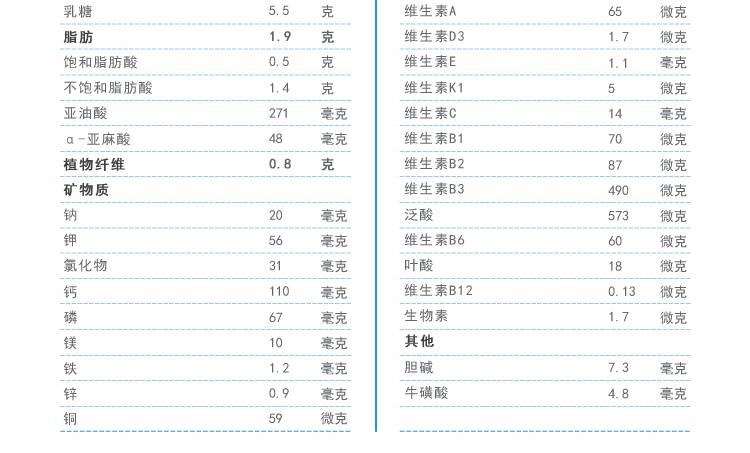 乳糖 5.5 克
脂肪 1.9 克
饱和脂肪酸 0.5 克
不饱和脂肪酸 1.4 克
亚油酸 271 毫克
α-亚麻酸 48 毫克
植物纤维 0.8 克
矿物质
钠 20 毫克
钾 56 毫克
氯化物 31 毫克
钙 110 毫克
磷 67 毫克
镁 10 毫克
铁 1.2 毫克
锌 0.9 毫克
铜 59 微克
维生素A 65 微克
维生素D3 1.7 微克
维生素E 1.1 毫克
维生素K1 5 微克
维生素C 14 毫克
维生素B1 70 微克
维生素B2 87 微克
维生素B3 490 微克
泛酸 573 微克
维生素B6 60 微克
叶酸 18 微克
维生素B12 0.13 微克
生物素 1.7 微克
其他
胆碱 7.3 毫克
牛磺酸 4.8 毫克